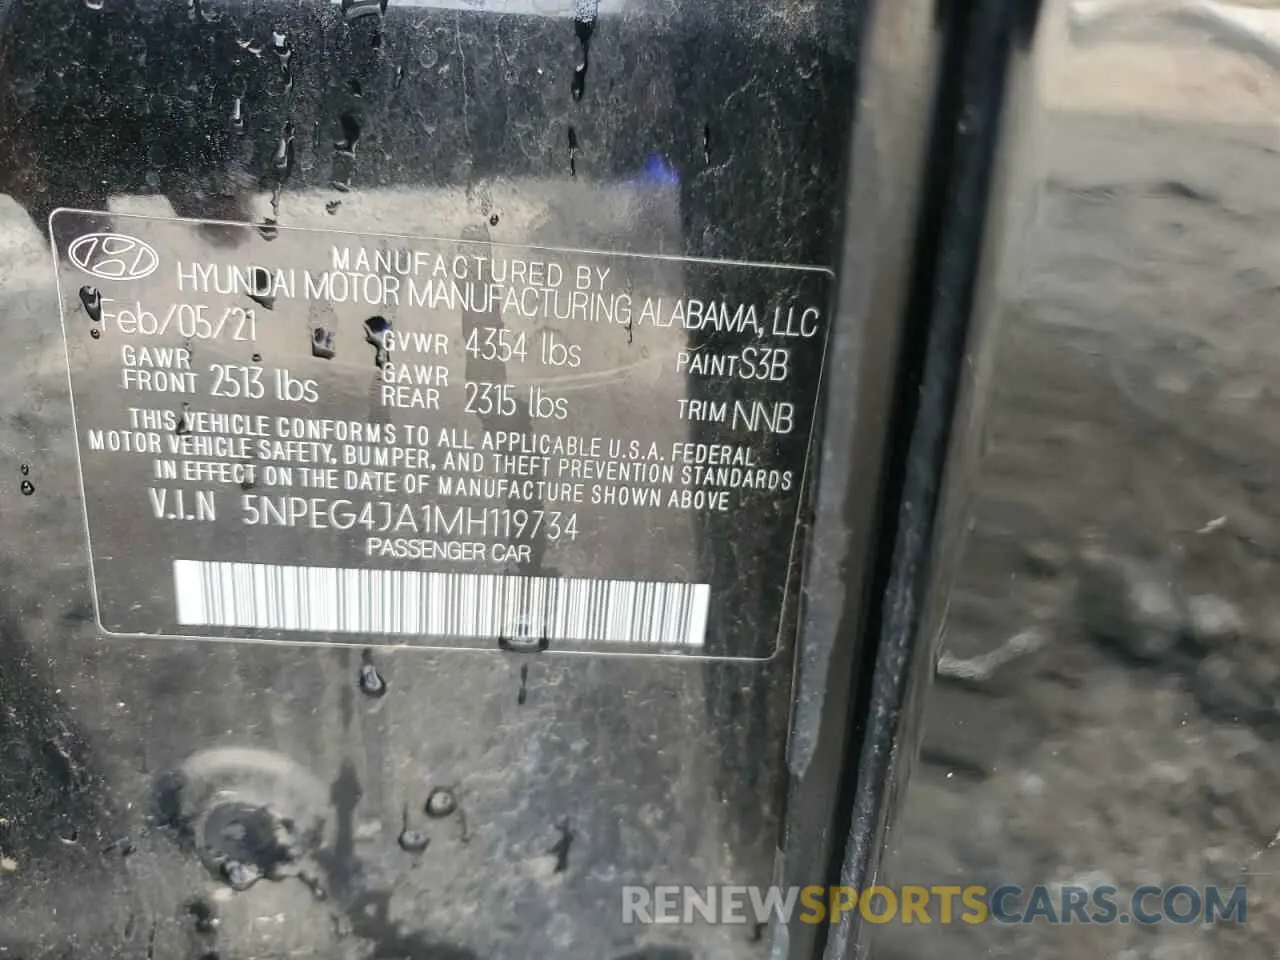 MANUFACTURED BY
HYUNDAI MOTOR MANUFACTURING ALABAMA, LLC
Feb/05/21 GVWR 4354 lbs PAINT S3B
GAWR FRONT 2513 lbs GAWR REAR 2315 lbs TRIM NNB
THIS VEHICLE CONFORMS TO ALL APPLICABLE U.S.A. FEDERAL
MOTOR VEHICLE SAFETY, BUMPER, AND THEFT PREVENTION STANDARDS
IN EFFECT ON THE DATE OF MANUFACTURE SHOWN ABOVE
V.I.N 5NPEG4JA1MH119734
PASSENGER CAR
RENEWSPORTSCARS.COM